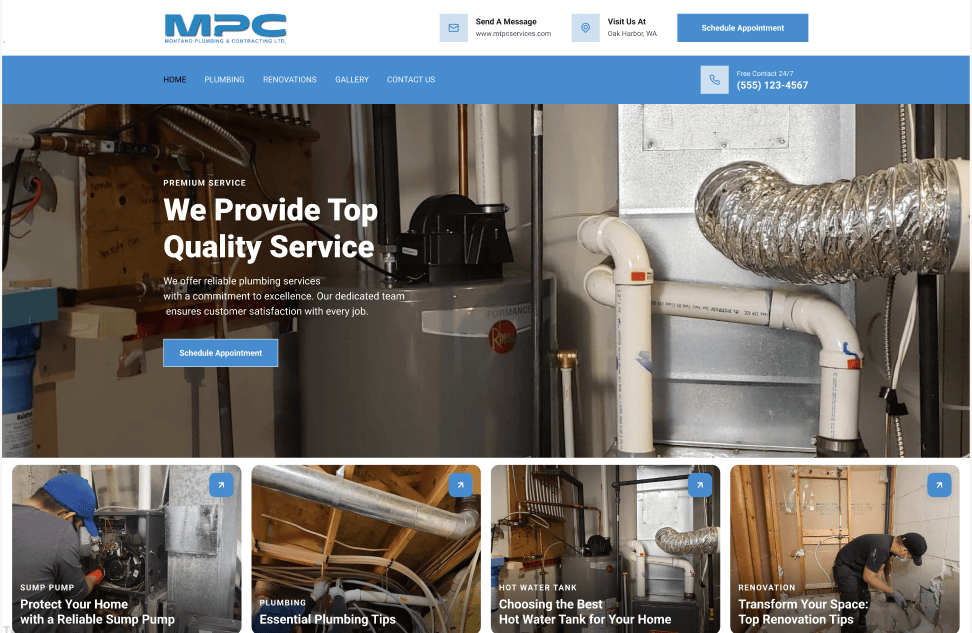 MPC
MONTANO PLUMBING & CONTRACTING LTD.
Send A Message
www.mtpcservices.com
Visit Us At
Oak Harbor, WA
Schedule Appointment
HOME
PLUMBING
RENOVATIONS
GALLERY
CONTACT US
Free Contact 24/7
(555) 123-4567
PREMIUM SERVICE
We Provide Top
Quality Service
We offer reliable plumbing services
with a commitment to excellence. Our dedicated team
ensures customer satisfaction with every job.
Schedule Appointment
FORMANCE
Rheem
SUMP PUMP
Protect Your Home
with a Reliable Sump Pump
PLUMBING
Essential Plumbing Tips
HOT WATER TANK
Choosing the Best
Hot Water Tank for Your Home
RENOVATION
Transform Your Space:
Top Renovation Tips